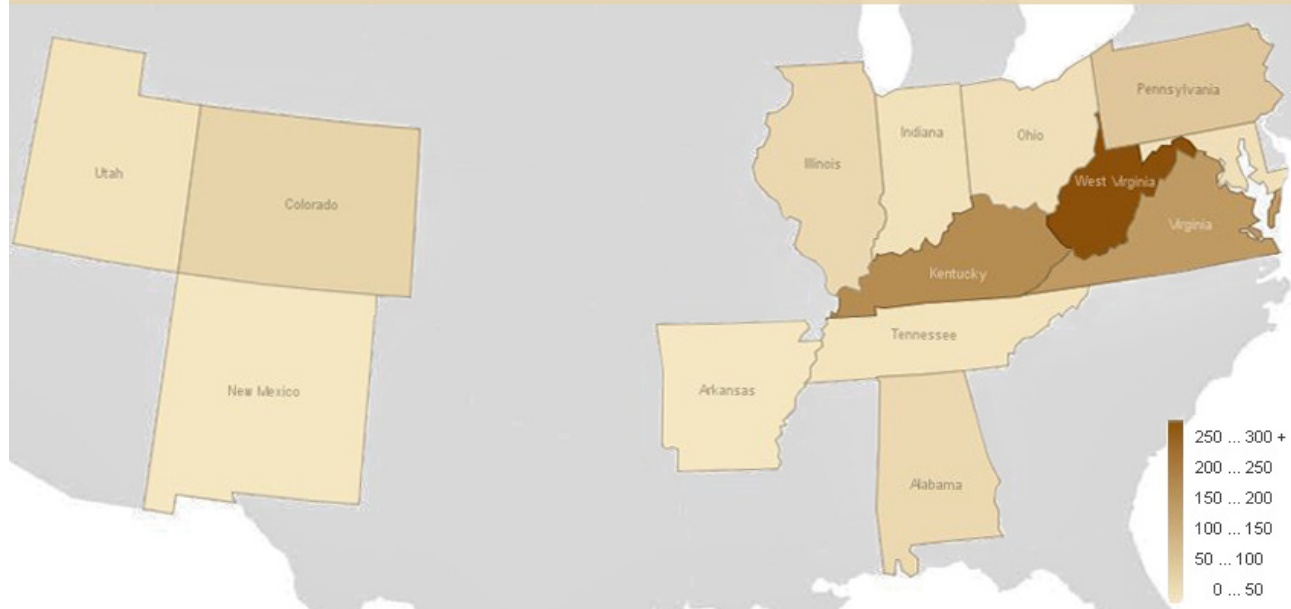 Pennsylvania
Indiana
Ohio
Illinois
Utah
West Virginia
Colorado
Virginia
Kentucky
Tennessee
New Mexico
Arkansas
Alabama
250 ... 300 +
200 ... 250
150 ... 200
100 ... 150
50 ... 100
0 ... 50